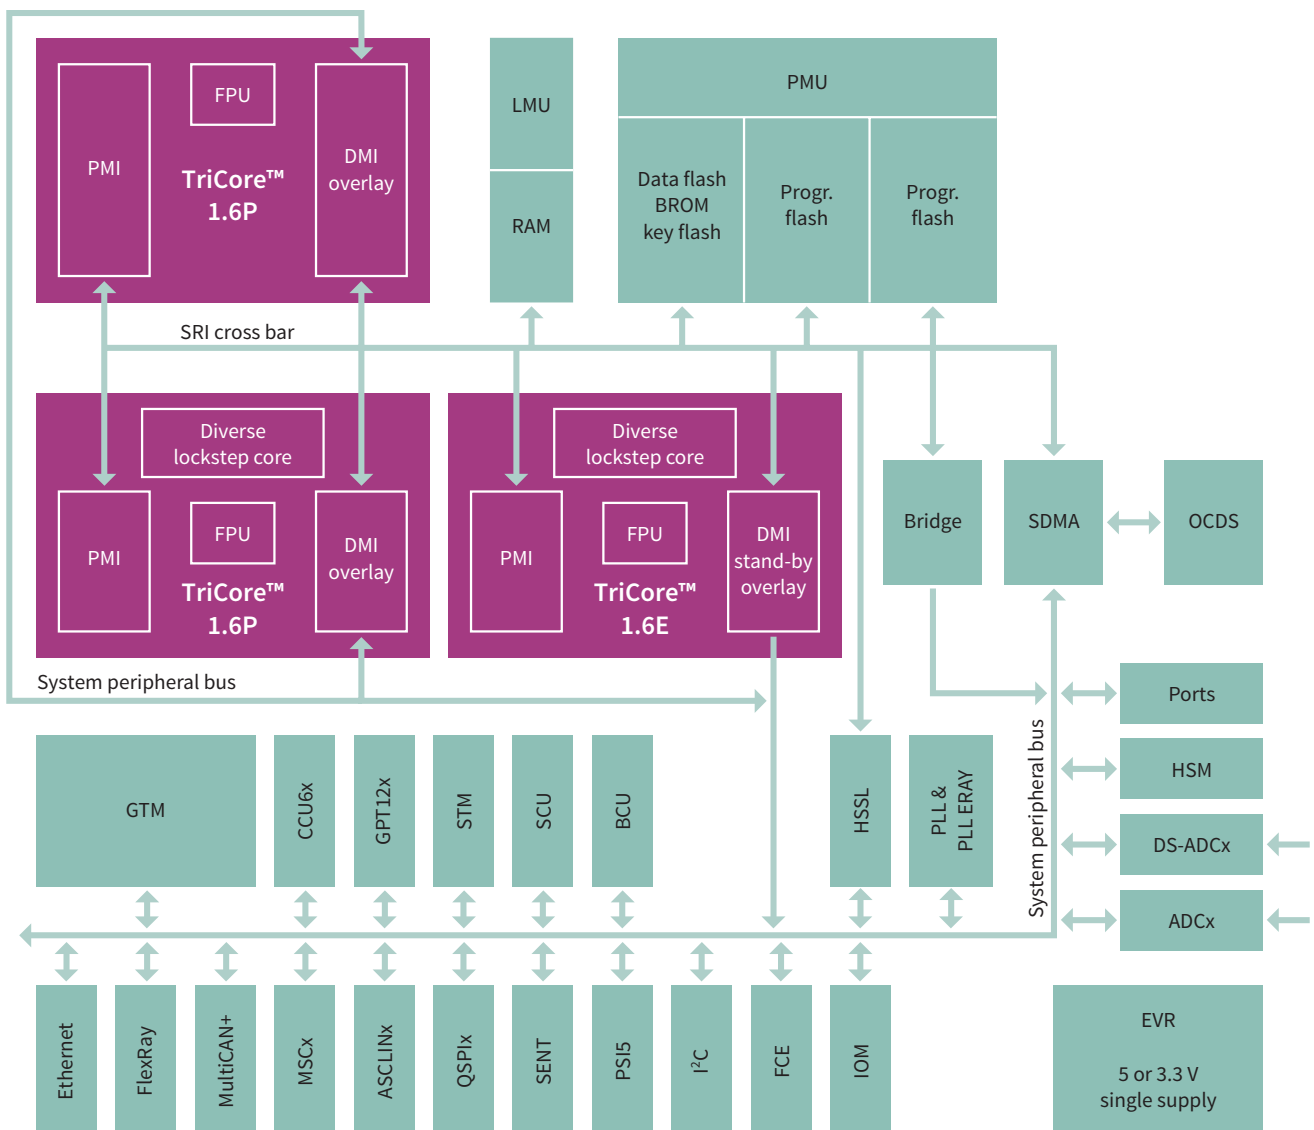 FPU
PMI
TriCore™
1.6P
DMI
overlay
LMU
RAM
PMU
Data flash
BROM
key flash
Progr.
flash
Progr.
flash
SRI cross bar
Diverse
lockstep core
PMI
FPU
TriCore™
1.6P
DMI
overlay
Diverse
lockstep core
PMI
FPU
TriCore™
1.6E
DMI
stand-by
overlay
Bridge
SDMA
OCDS
System peripheral bus
System peripheral bus
Ports
HSM
DS-ADCx
ADCx
GTM
CCU6x
GPT12x
STM
SCU
BCU
HSSL
PLL &
PLL ERAY
Ethernet
FlexRay
MultiCAN+
MSCx
ASCLINx
QSPIx
SENT
PSI5
I²C
FCE
IOM
EVR
5 or 3.3 V
single supply